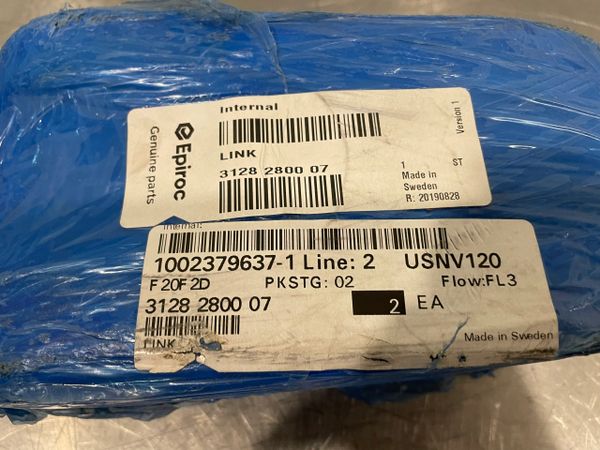 Epiroc
Genuine parts
Internal
Version 1
LINK
3128 2800 07
1 ST
Made in
Sweden
R: 20190828
Internal:
1002379637-1 Line: 2 USNV120
F20F2D PKSTG: 02 Flow:FL3
3128 2800 07 2 EA
LINK
Made in Sweden